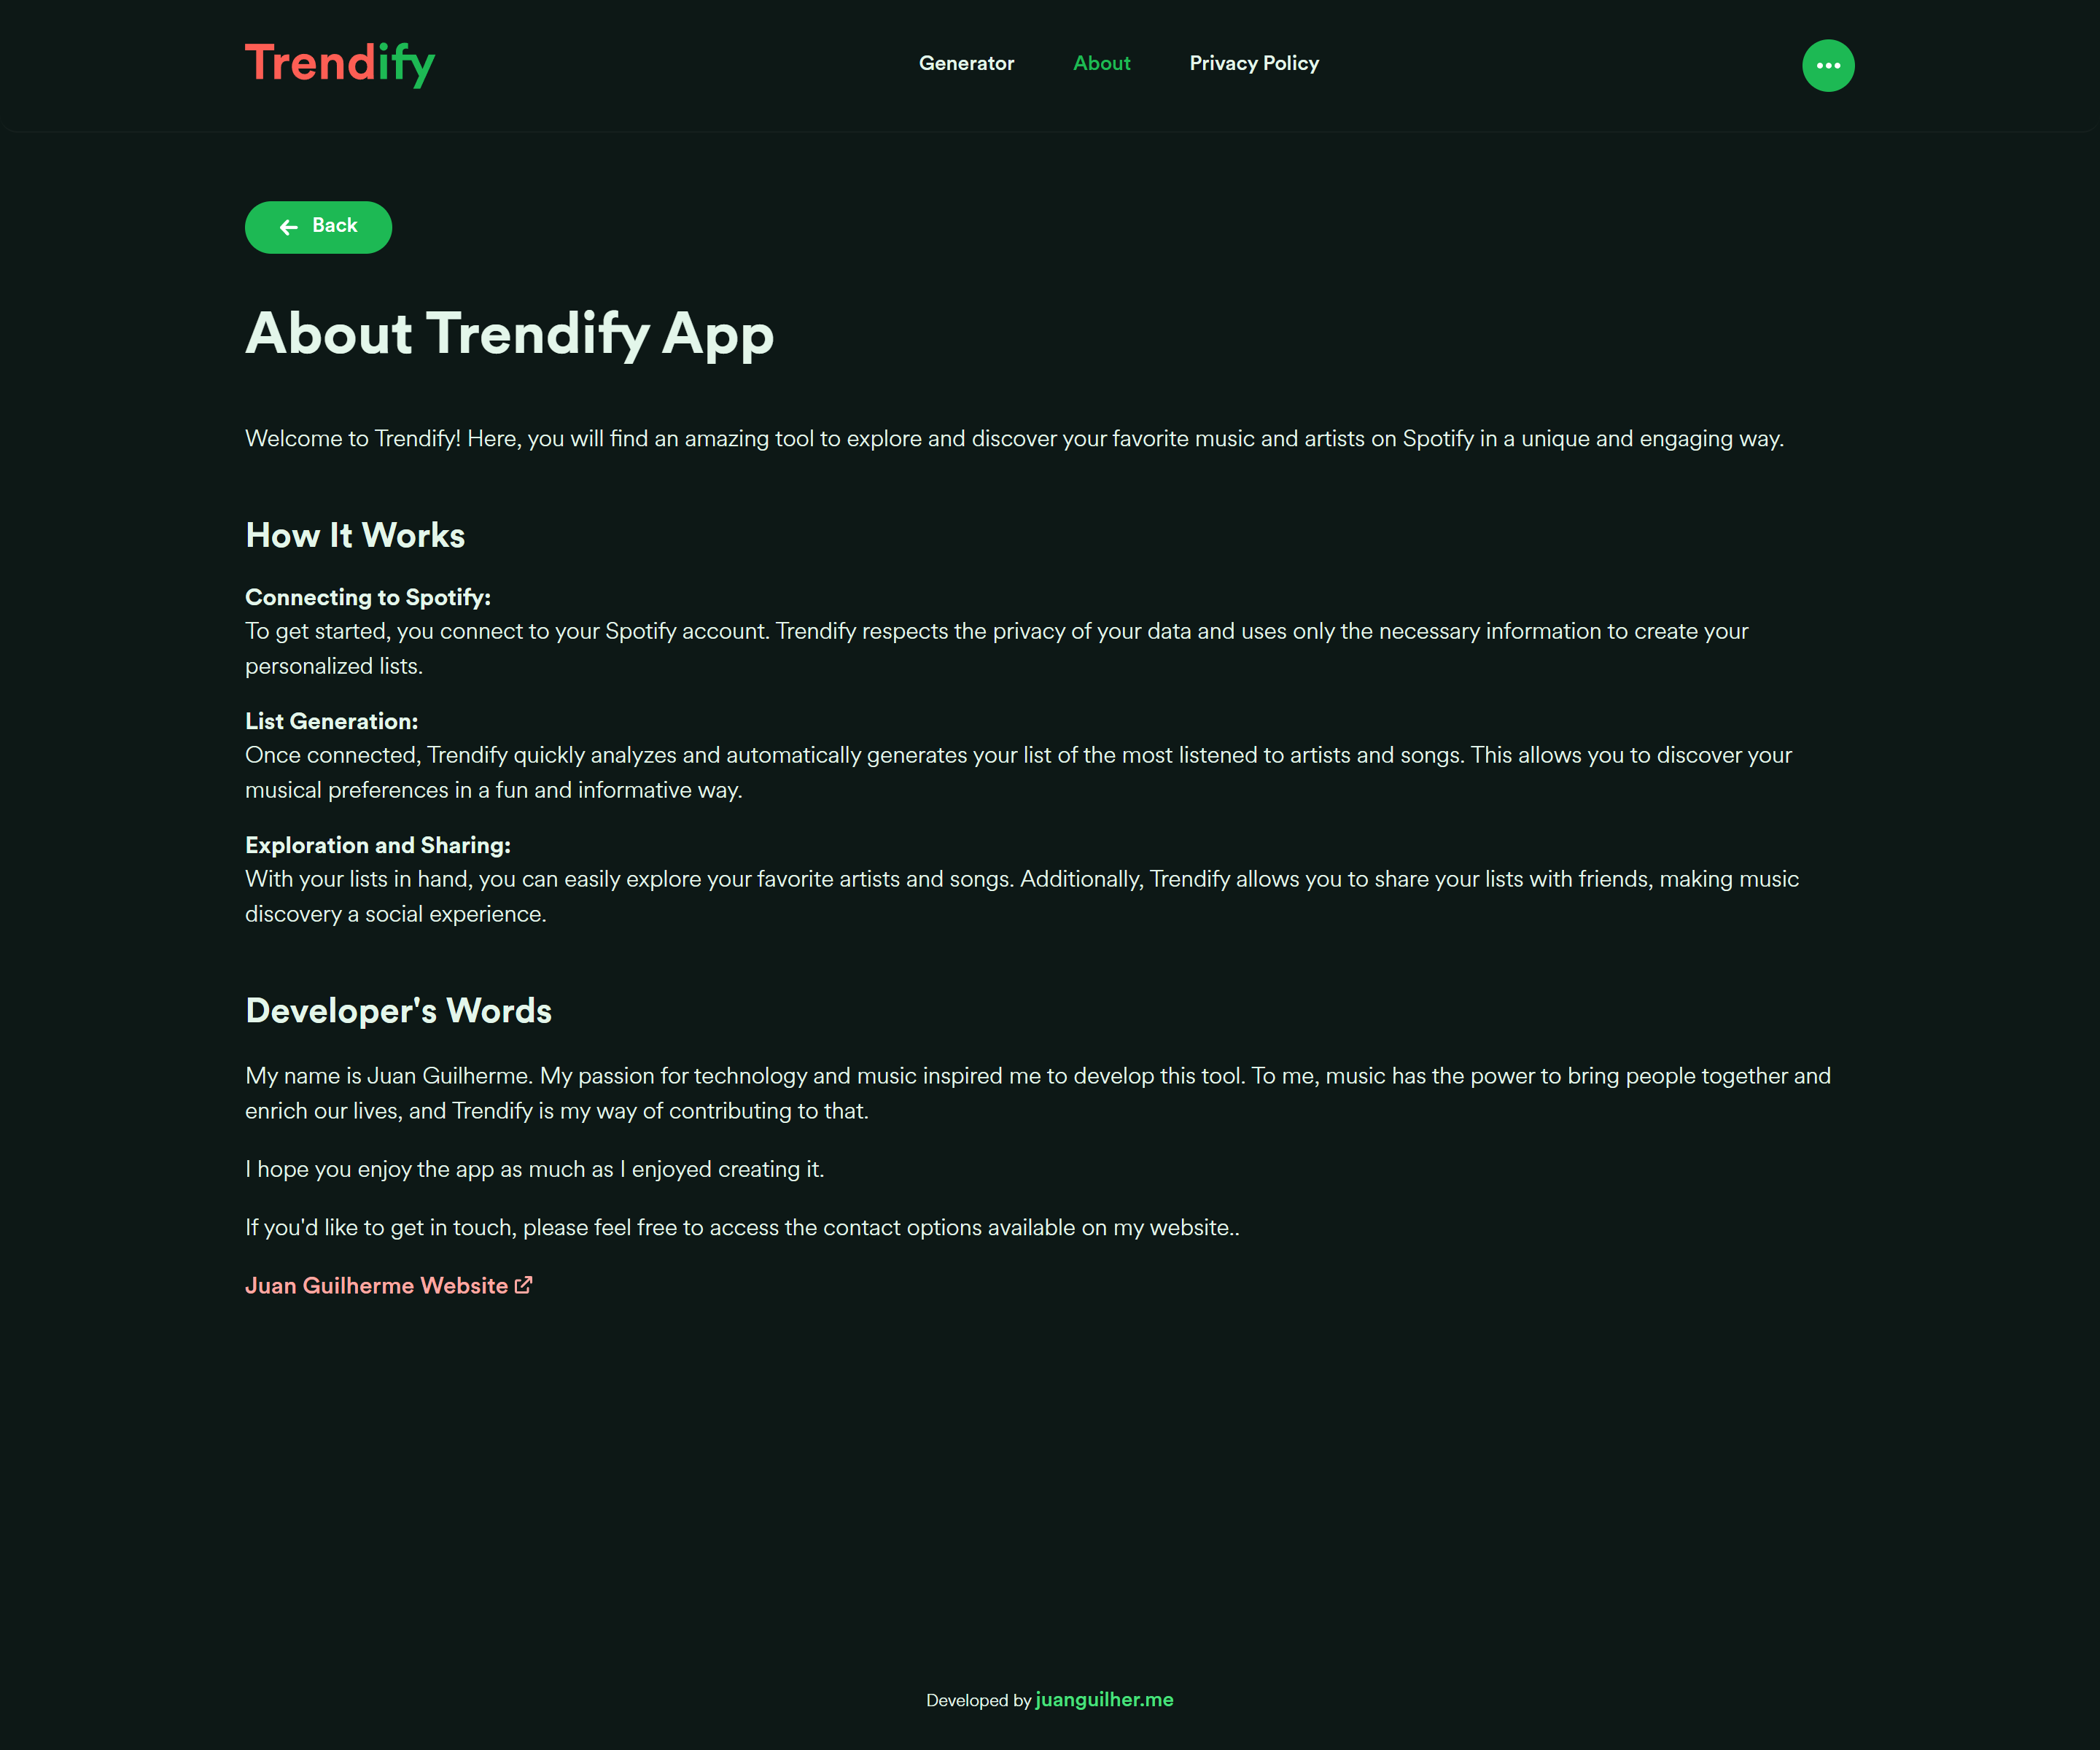 Trendify
Generator
About
Privacy Policy
Back
About Trendify App
Welcome to Trendify! Here, you will find an amazing tool to explore and discover your favorite music and artists on Spotify in a unique and engaging way.
How It Works
Connecting to Spotify:
To get started, you connect to your Spotify account. Trendify respects the privacy of your data and uses only the necessary information to create your
personalized lists.
List Generation:
Once connected, Trendify quickly analyzes and automatically generates your list of the most listened to artists and songs. This allows you to discover your
musical preferences in a fun and informative way.
Exploration and Sharing:
With your lists in hand, you can easily explore your favorite artists and songs. Additionally, Trendify allows you to share your lists with friends, making music
discovery a social experience.
Developer's Words
My name is Juan Guilherme. My passion for technology and music inspired me to develop this tool. To me, music has the power to bring people together and
enrich our lives, and Trendify is my way of contributing to that.
I hope you enjoy the app as much as I enjoyed creating it.
If you'd like to get in touch, please feel free to access the contact options available on my website..
Juan Guilherme Website
Developed by juanguilher.me